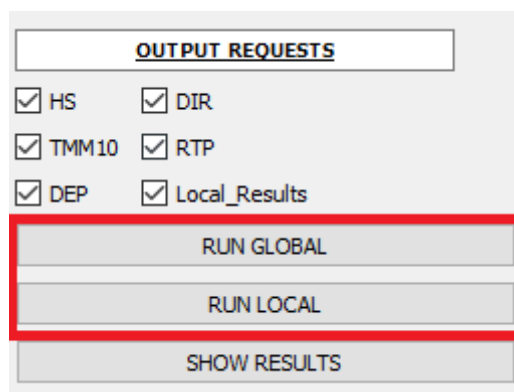 OUTPUT REQUESTS
HS DIR
TMM10 RTP
DEP Local_Results
RUN GLOBAL
RUN LOCAL
SHOW RESULTS